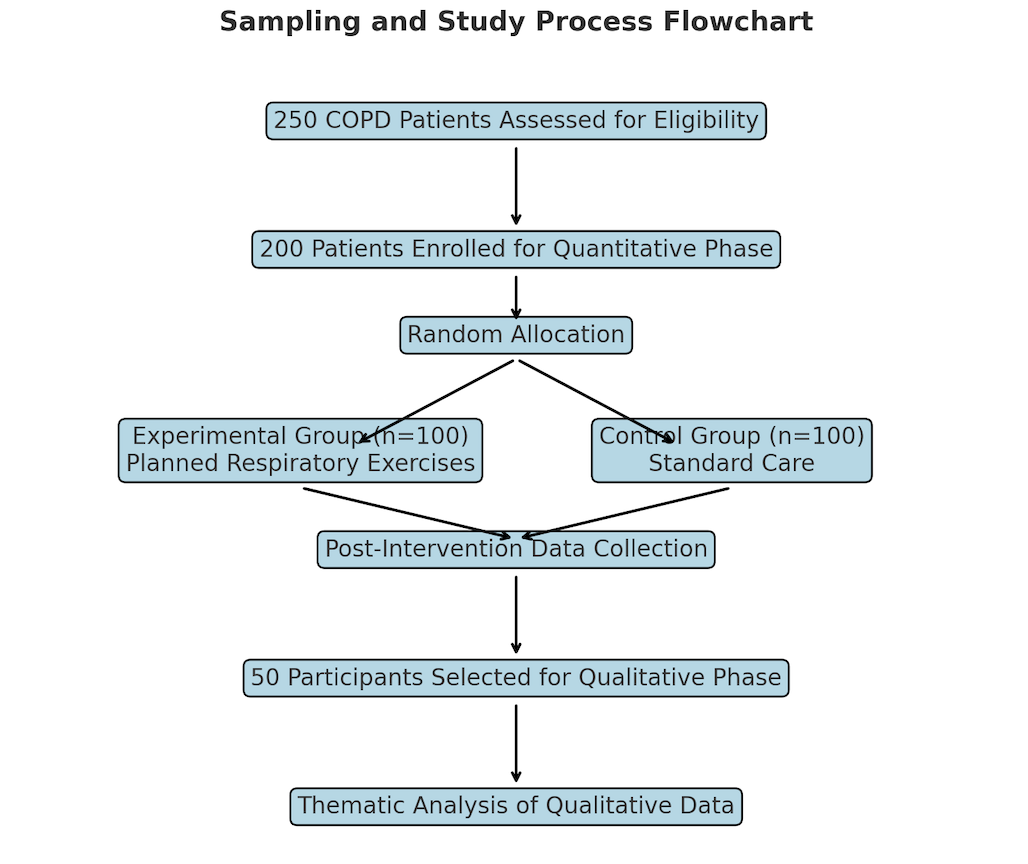 Sampling and Study Process Flowchart
250 COPD Patients Assessed for Eligibility
200 Patients Enrolled for Quantitative Phase
Random Allocation
Experimental Group (n=100)
Planned Respiratory Exercises
Control Group (n=100)
Standard Care
Post-Intervention Data Collection
50 Participants Selected for Qualitative Phase
Thematic Analysis of Qualitative Data